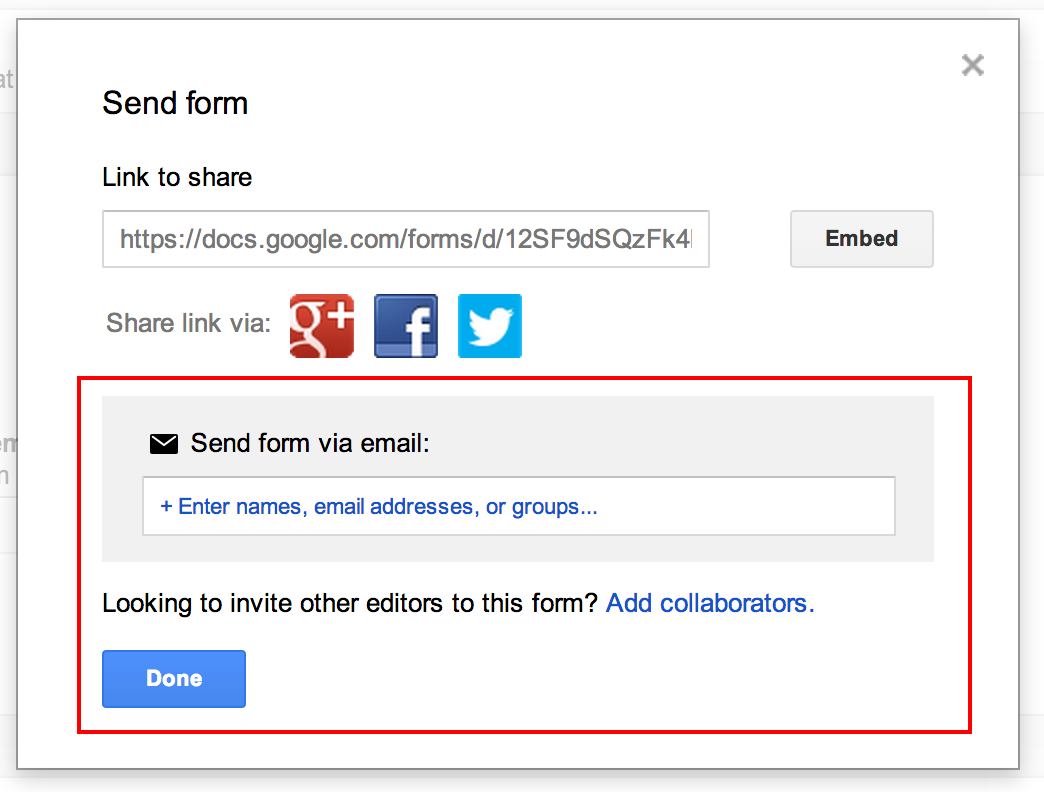 Send form
Link to share
https://docs.google.com/forms/d/12SF9dSQzFk4
Embed
Share link via:
g+ f
Send form via email:
+ Enter names, email addresses, or groups...
Looking to invite other editors to this form? Add collaborators.
Done